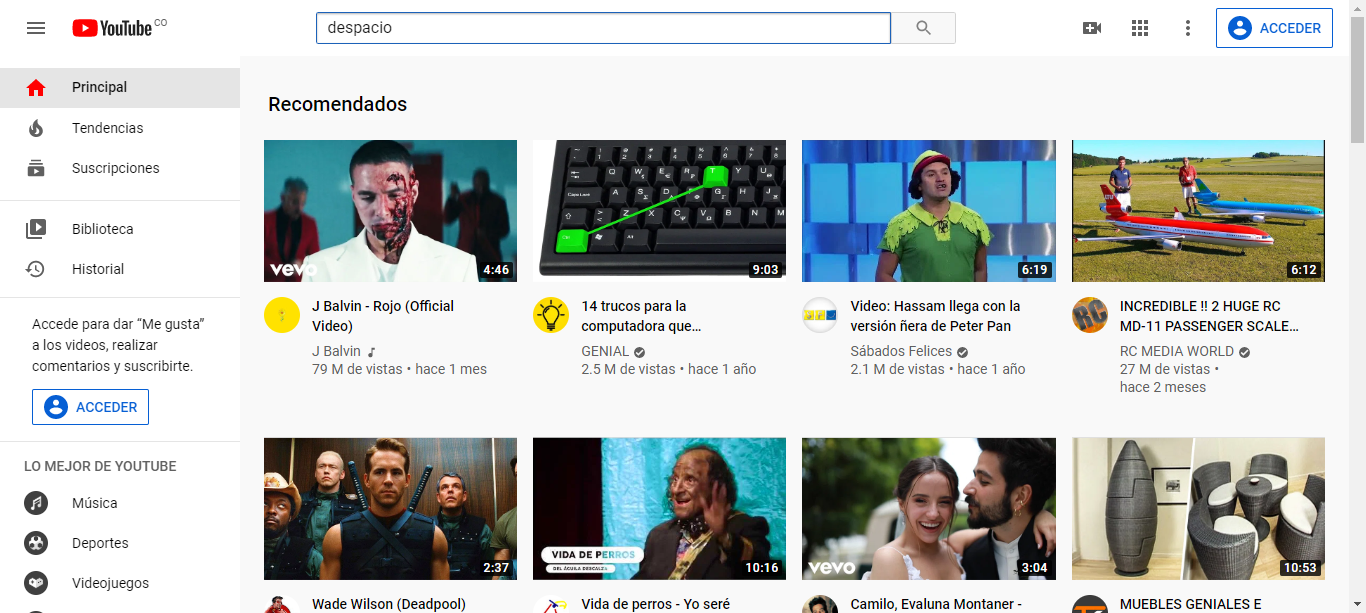 YouTube CO
despacio
ACCEDER
Principal
Tendencias
Suscripciones
Biblioteca
Historial
Accede para dar “Me gusta”
a los videos, realizar
comentarios y suscribirte.
ACCEDER
LO MEJOR DE YOUTUBE
Música
Deportes
Videojuegos
Recomendados
vevo
4:46
J Balvin - Rojo (Official
Video)
J Balvin
79 M de vistas • hace 1 mes
9:03
14 trucos para la
computadora que…
GENIAL
2.5 M de vistas • hace 1 año
6:19
Video: Hassam llega con la
versión ñera de Peter Pan
Sábados Felices
2.1 M de vistas • hace 1 año
6:12
RC
INCREDIBLE !! 2 HUGE RC
MD-11 PASSENGER SCALE…
RC MEDIA WORLD
27 M de vistas •
hace 2 meses
2:37
Wade Wilson (Deadpool)
VIDA DE PERROS
DEL ÁGUILA DESCALZA
10:16
Vida de perros - Yo seré
vevo
3:04
Camilo, Evaluna Montaner -
10:53
MUEBLES GENIALES E